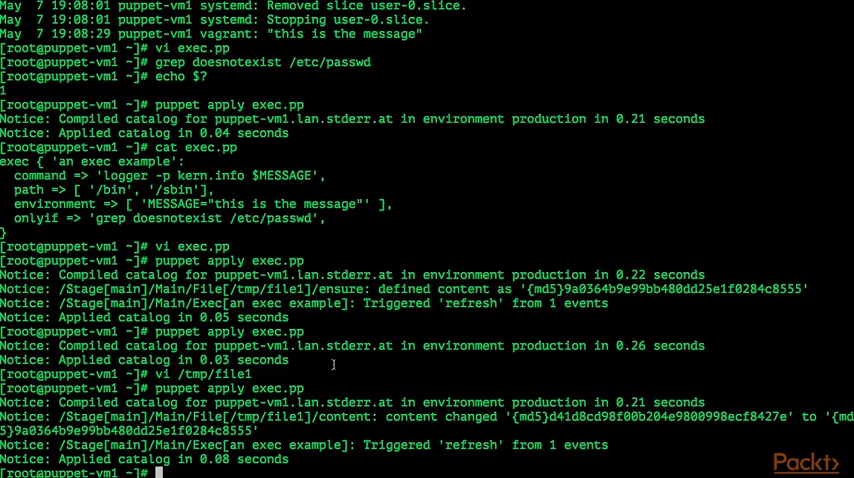 May  7 19:08:01 puppet-vm1 systemd: Removed slice user-0.slice.
May  7 19:08:01 puppet-vm1 systemd: Stopping user-0.slice.
May  7 19:08:29 puppet-vm1 vagrant: "this is the message"
[root@puppet-vm1 ~]# vi exec.pp
[root@puppet-vm1 ~]# grep doesnotexist /etc/passwd
[root@puppet-vm1 ~]# echo $?
1
[root@puppet-vm1 ~]# puppet apply exec.pp
Notice: Compiled catalog for puppet-vm1.lan.stderr.at in environment production in 0.21 seconds
Notice: Applied catalog in 0.04 seconds
[root@puppet-vm1 ~]# cat exec.pp
exec { 'an exec example':
  command => 'logger -p kern.info $MESSAGE',
  path => [ '/bin', '/sbin'],
  environment => [ 'MESSAGE="this is the message"' ],
  onlyif => 'grep doesnotexist /etc/passwd',
}
[root@puppet-vm1 ~]# vi exec.pp
[root@puppet-vm1 ~]# puppet apply exec.pp
Notice: Compiled catalog for puppet-vm1.lan.stderr.at in environment production in 0.22 seconds
Notice: /Stage[main]/Main/File[/tmp/file1]/ensure: defined content as '{md5}9a0364b9e99bb480dd25e1f0284c8555'
Notice: /Stage[main]/Main/Exec[an exec example]: Triggered 'refresh' from 1 events
Notice: Applied catalog in 0.05 seconds
[root@puppet-vm1 ~]# puppet apply exec.pp
Notice: Compiled catalog for puppet-vm1.lan.stderr.at in environment production in 0.26 seconds
Notice: Applied catalog in 0.03 seconds
[root@puppet-vm1 ~]# vi /tmp/file1
[root@puppet-vm1 ~]# puppet apply exec.pp
Notice: Compiled catalog for puppet-vm1.lan.stderr.at in environment production in 0.21 seconds
Notice: /Stage[main]/Main/File[/tmp/file1]/content: content changed '{md5}d41d8cd98f00b204e9800998ecf8427e' to '{md
5}9a0364b9e99bb480dd25e1f0284c8555'
Notice: /Stage[main]/Main/Exec[an exec example]: Triggered 'refresh' from 1 events
Notice: Applied catalog in 0.08 seconds
[root@puppet-vm1 ~]#
Packt>